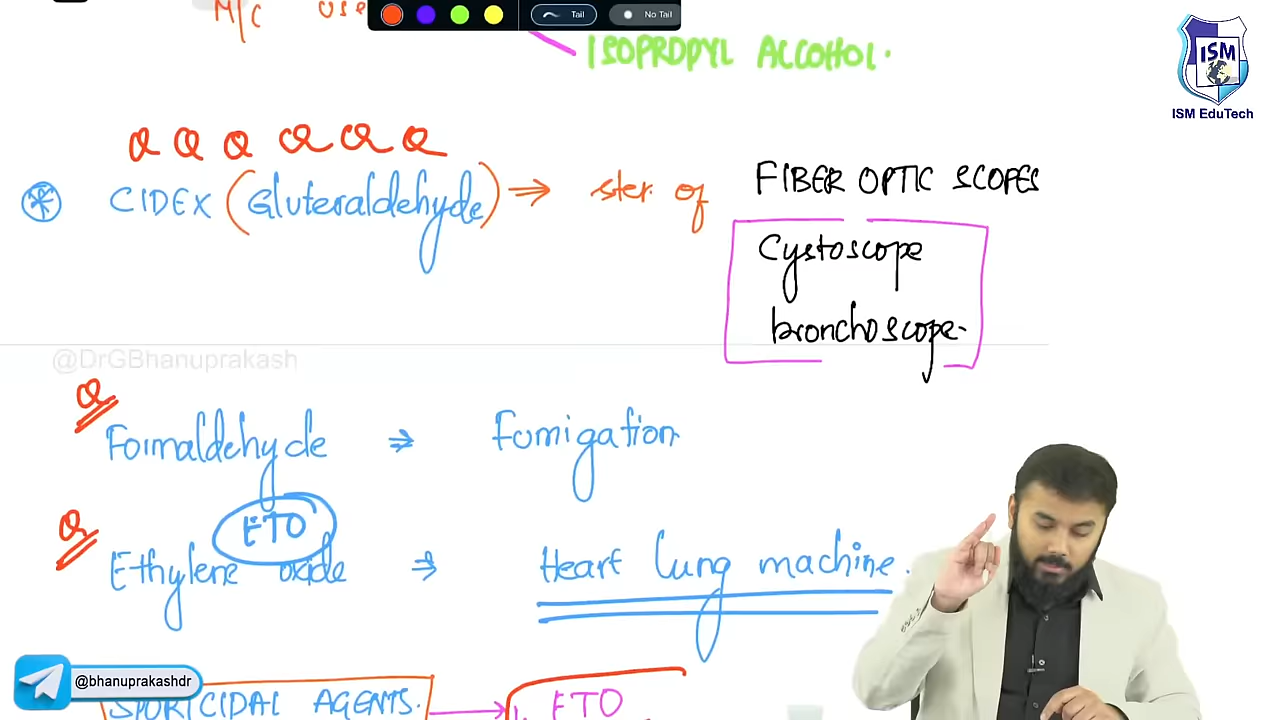 M/C use
Tail
No Tail
ISOPROPYL ALCOHOL.
ISM
ISM EduTech
Q Q Q Q Q Q
* CIDEX (Gluteraldehyde) ⇒ ster. of FIBER OPTIC SCOPES
Cystoscope
bronchoscope
@DrGBhanuprakash
Q
Formaldehyde ⇒ Fumigation
Q
ETO
Ethylene oxide ⇒ Heart lung machine.
@bhanuprakashdr
SPORICIDAL AGENTS. → 1. ETO